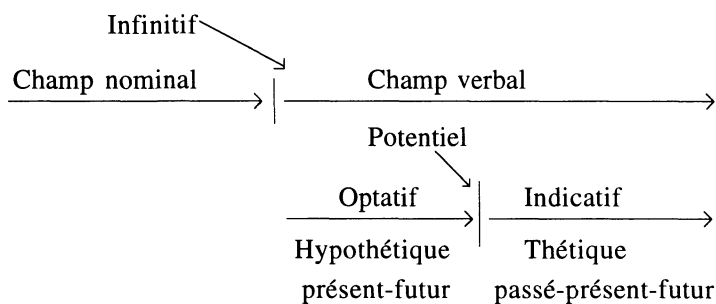 Infinitif
Champ nominal Champ verbal
Potentiel
Optatif Indicatif
Hypothétique Thétique
présent-futur passé-présent-futur